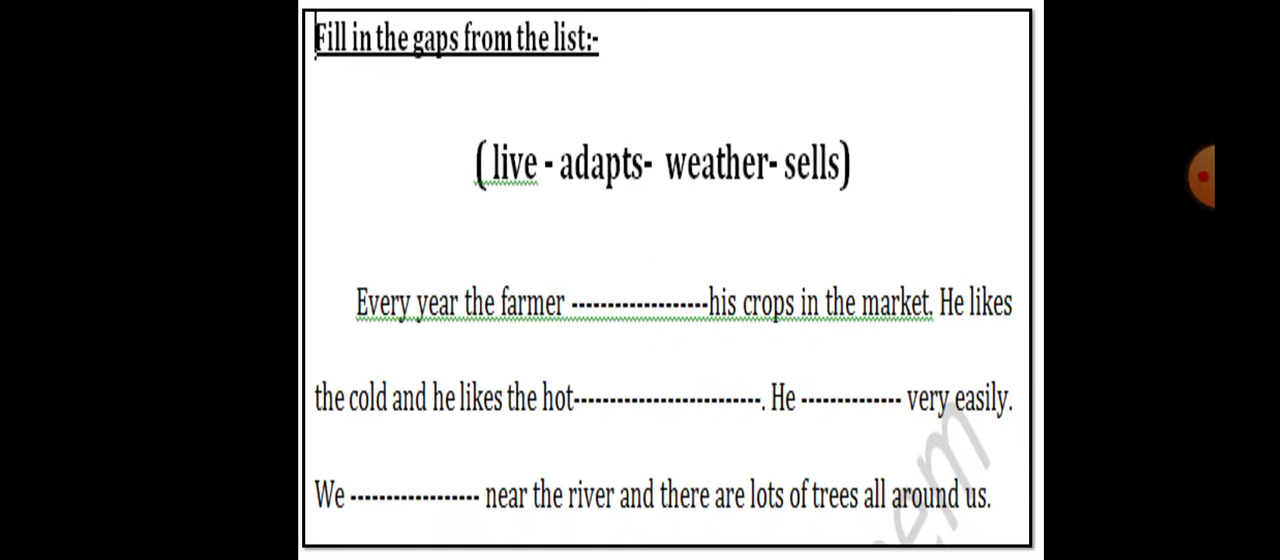 Fill in the gaps from the list:-
( live - adapts- weather- sells)
Every year the farmer -------------------his crops in the market. He likes
the cold and he likes the hot--------------------------. He -------------- very easily.
We ------------------ near the river and there are lots of trees all around us.